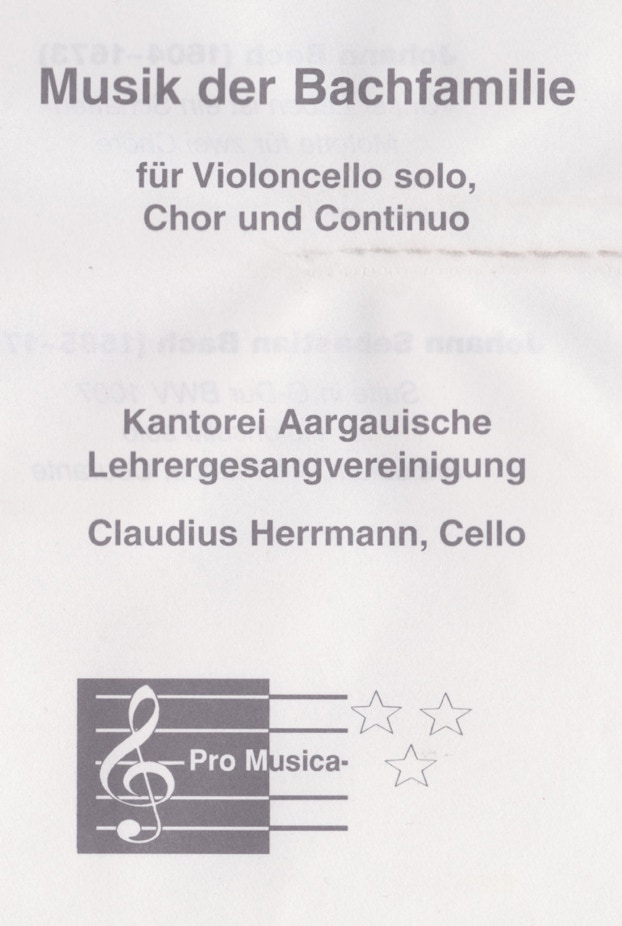 Musik der Bachfamilie
für Violoncello solo,
Chor und Continuo
Kantorei Aargauische
Lehrergesangvereinigung
Claudius Herrmann, Cello
Pro Musica-